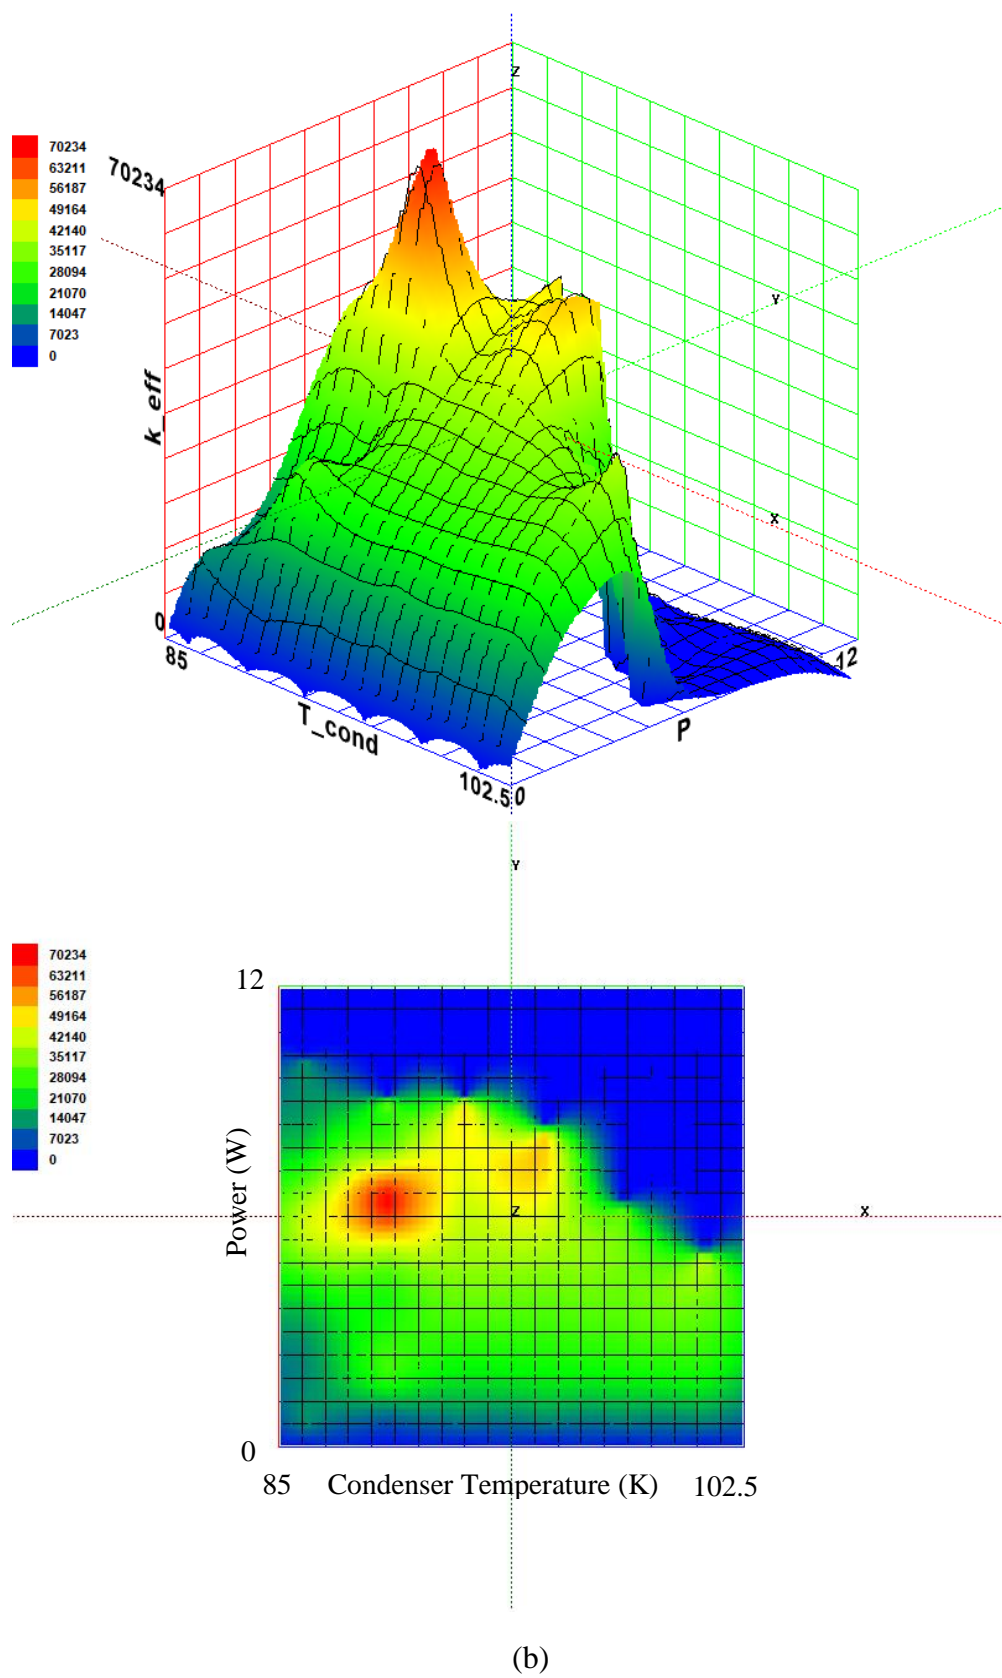 Z
70234
63211
56187
49164
42140
35117
28094
21070
14047
7023
0
70234
k_eff
Y
X
0
85
T_cond
102.5
0
P
12
Y
70234
63211
56187
49164
42140
35117
28094
21070
14047
7023
0
12
Power (W)
Z
X
0
85 Condenser Temperature (K) 102.5
(b)